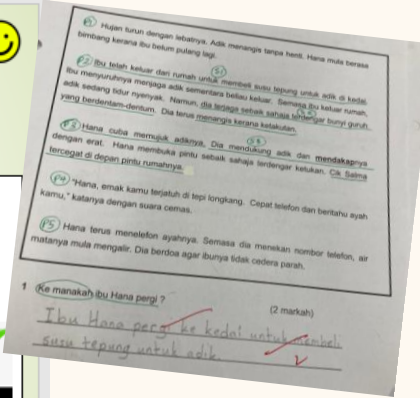 P1 Hujan turun dengan lebatnya. Adik menangis tanpa henti. Hana mula berasa
bimbang kerana ibu belum pulang lagi.
P2 Ibu telah keluar dari rumah untuk membeli susu tepung untuk adik di kedai.
Ibu menyuruhnya menjaga adik sementara beliau keluar. Semasa ibu keluar rumah,
adik sedang tidur nyenyak. Namun, dia terjaga sebaik sahaja terdengar bunyi guruh
yang berdentam-dentum. Dia terus menangis kerana ketakutan.
P3 Hana cuba memujuk adiknya. Dia mendukung adik dan mendakapnya
dengan erat. Hana membuka pintu sebaik sahaja terdengar ketukan. Cik Salma
tercegat di depan pintu rumahnya.
P4 "Hana, emak kamu terjatuh di tepi longkang. Cepat telefon dan beritahu ayah
kamu," katanya dengan suara cemas.
P5 Hana terus menelefon ayahnya. Semasa dia menekan nombor telefon, air
matanya mula mengalir. Dia berdoa agar ibunya tidak cedera parah.
1 Ke manakah ibu Hana pergi ?
(2 markah)
Ibu Hana pergi ke kedai untuk membeli
susu tepung untuk adik.
2